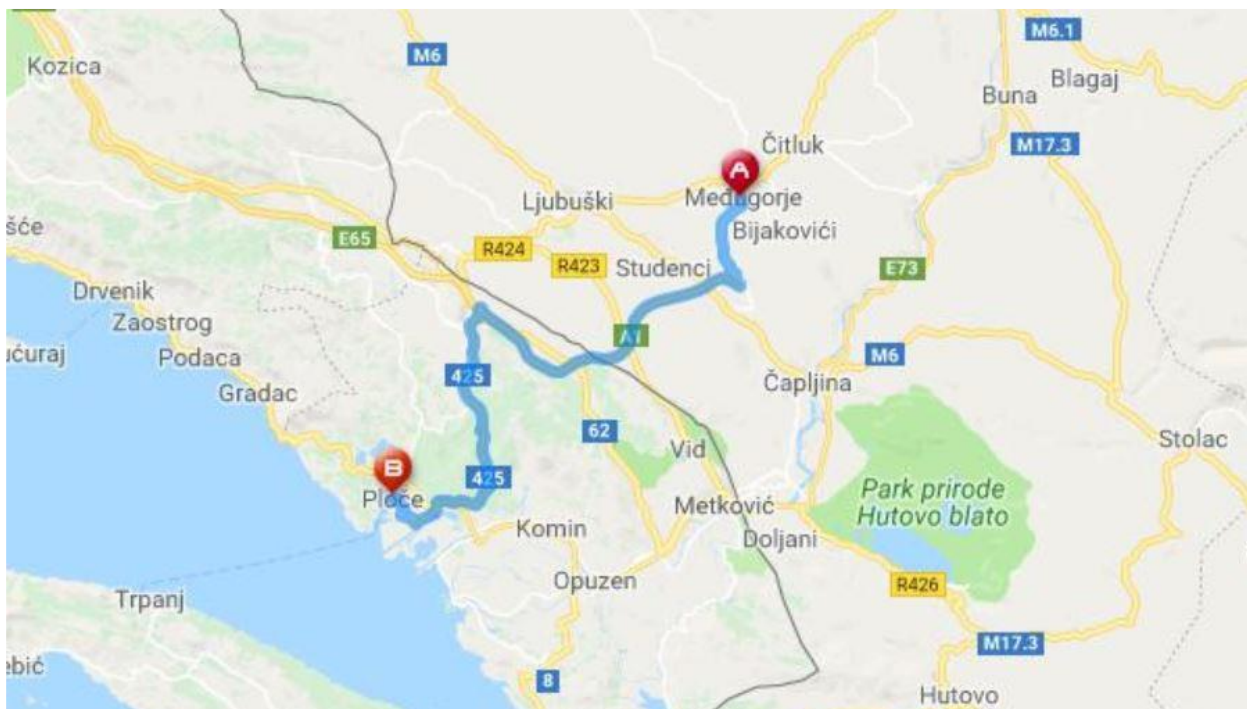 M6.1
Kozica
M6
Blagaj
Buna
Čitluk
M17.3
A
Međugorje
Ljubuški
Bijakovići
šće
E65
R424
R423
Studenci
E73
Drvenik
Zaostrog
ućuraj
Podaca
A1
M6
425
Čapljina
Gradac
62
Stolac
Vid
B
425
Park prirode
Hutovo blato
Ploče
Metković
Komin
Doljani
Opuzen
R426
Trpanj
M17.3
ebić
8
Hutovo